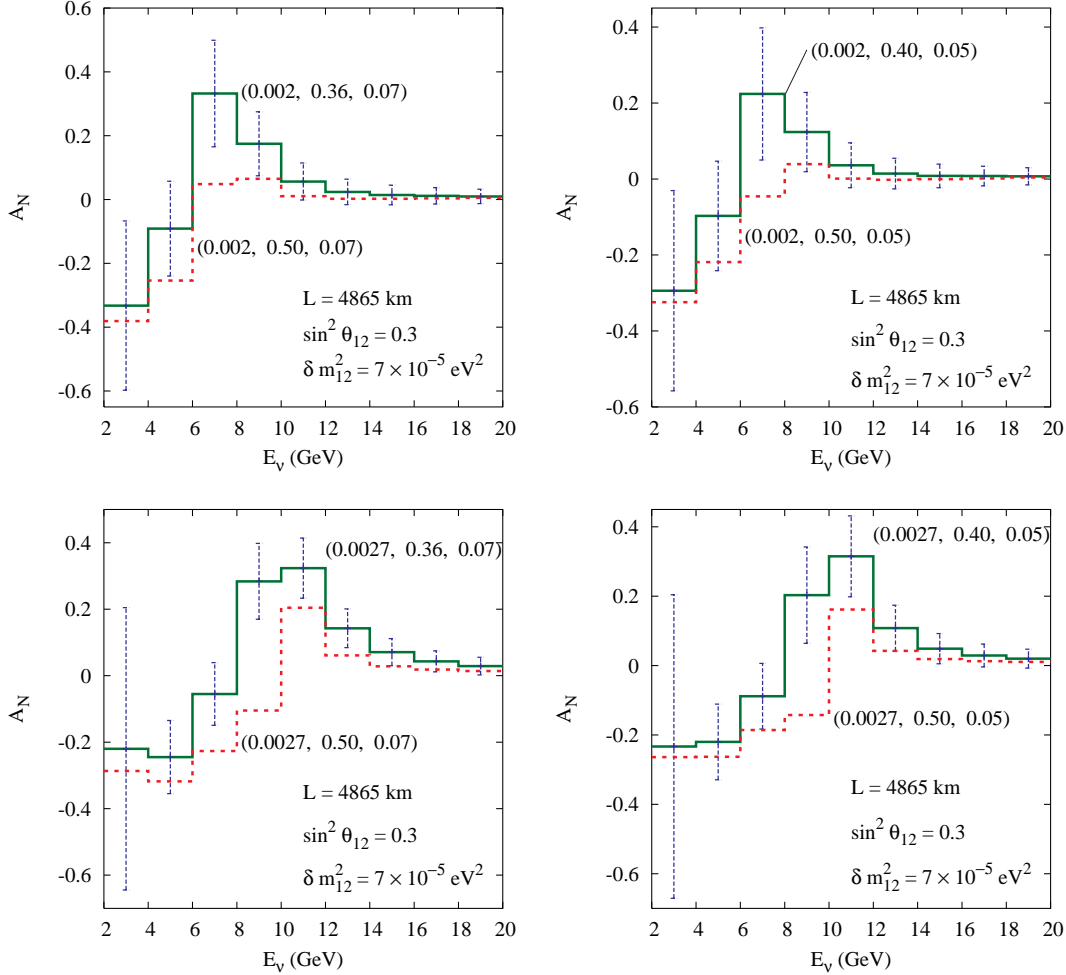 0.6
0.4
0.2
0
-0.2
-0.4
-0.6
A_N
(0.002, 0.36, 0.07)
(0.002, 0.50, 0.07)
L = 4865 km
sin² θ₁₂ = 0.3
δ m²₁₂ = 7 × 10⁻⁵ eV²
2 4 6 8 10 12 14 16 18 20
E_ν (GeV)
0.4
0.2
0
-0.2
-0.4
-0.6
A_N
(0.002, 0.40, 0.05)
(0.002, 0.50, 0.05)
L = 4865 km
sin² θ₁₂ = 0.3
δ m²₁₂ = 7 × 10⁻⁵ eV²
2 4 6 8 10 12 14 16 18 20
E_ν (GeV)
0.4
0.2
0
-0.2
-0.4
-0.6
A_N
(0.0027, 0.36, 0.07)
(0.0027, 0.50, 0.07)
L = 4865 km
sin² θ₁₂ = 0.3
δ m²₁₂ = 7 × 10⁻⁵ eV²
2 4 6 8 10 12 14 16 18 20
E_ν (GeV)
0.4
0.2
0
-0.2
-0.4
-0.6
A_N
(0.0027, 0.40, 0.05)
(0.0027, 0.50, 0.05)
L = 4865 km
sin² θ₁₂ = 0.3
δ m²₁₂ = 7 × 10⁻⁵ eV²
2 4 6 8 10 12 14 16 18 20
E_ν (GeV)